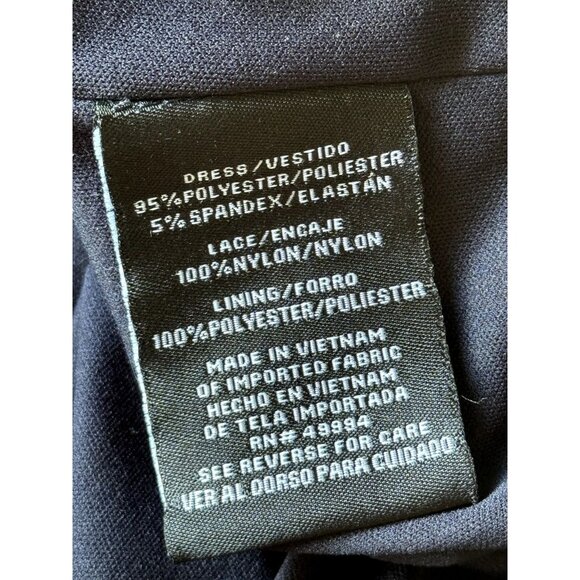 DRESS/VESTIDO
95%POLYESTER/POLIESTER
5% SPANDEX/ELASTÁN
LACE/ENCAJE
100%NYLON/NYLON
LINING/FORRO
100%POLYESTER/POLIESTER
MADE IN VIETNAM
OF IMPORTED FABRIC
HECHO EN VIETNAM
DE TELA IMPORTADA
RN# 49994
SEE REVERSE FOR CARE
VER AL DORSO PARA CUIDADO